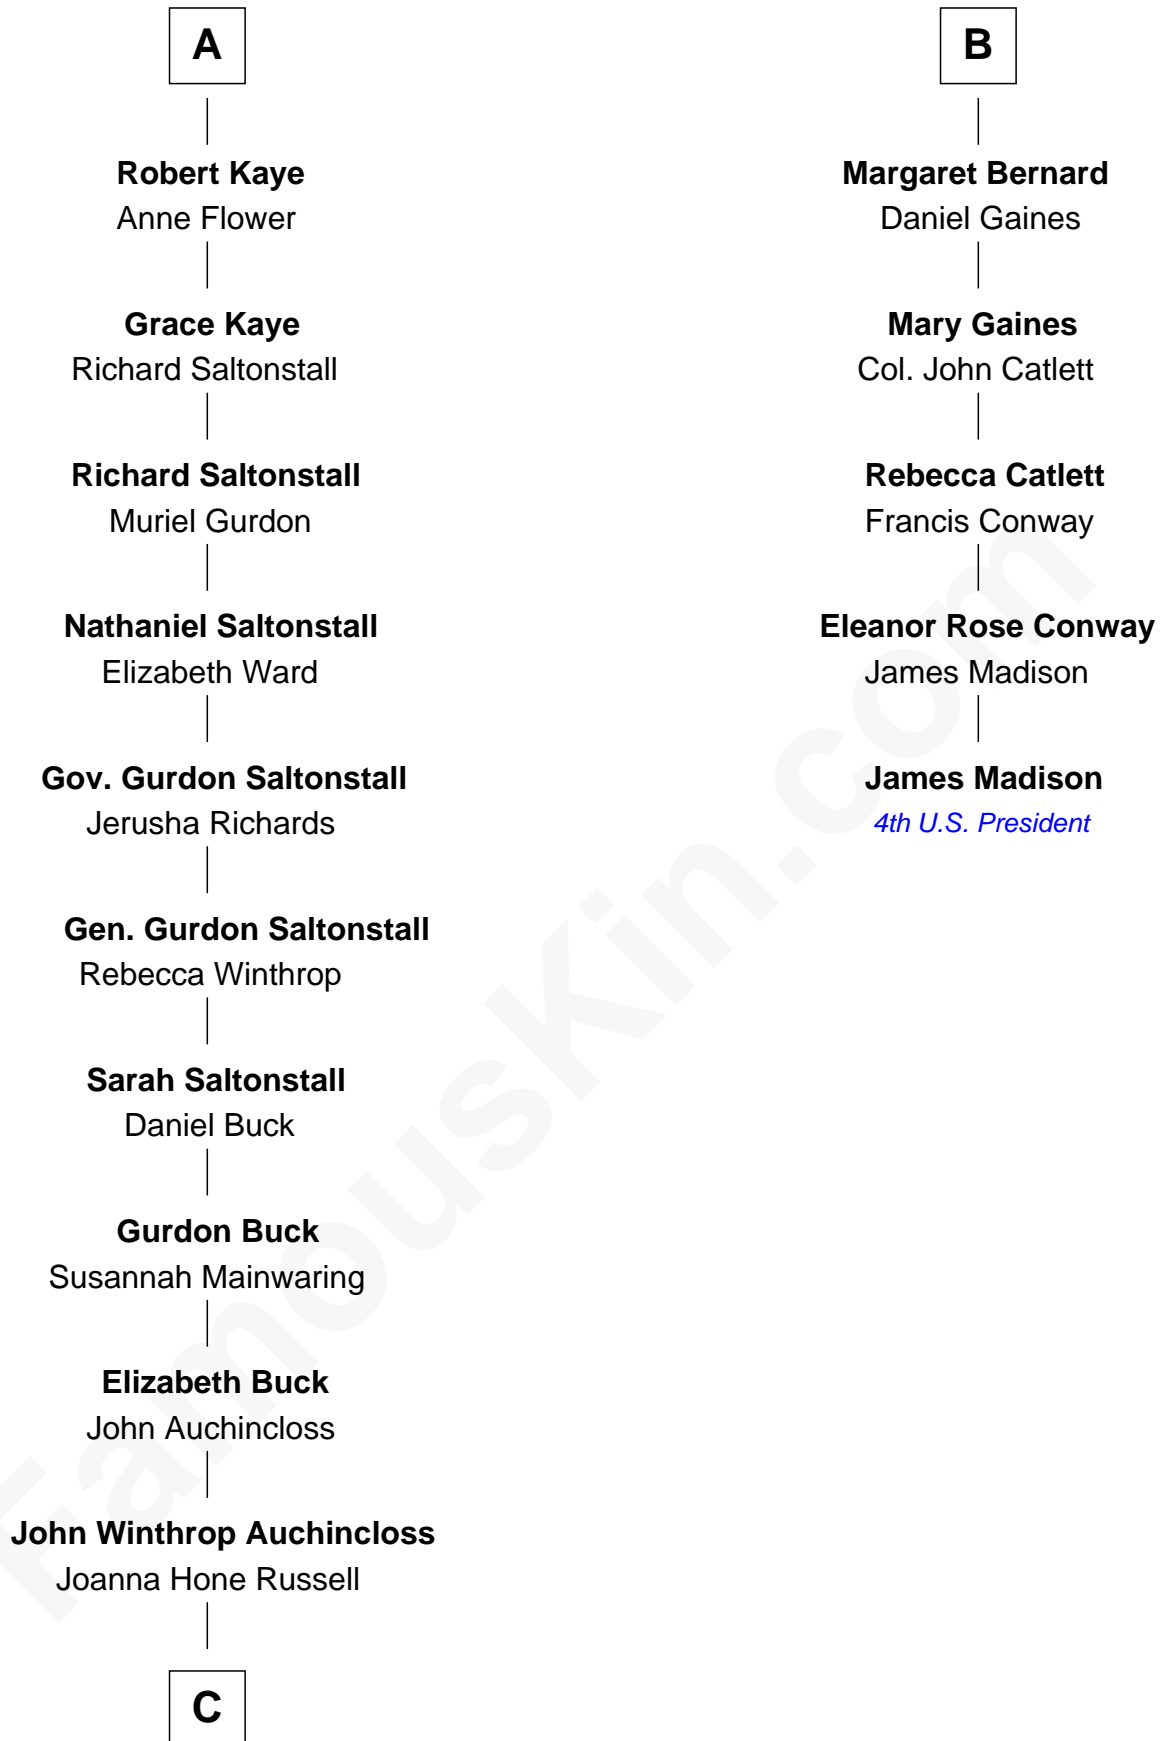 A
Robert Kaye
Anne Flower
Grace Kaye
Richard Saltonstall
Richard Saltonstall
Muriel Gurdon
Nathaniel Saltonstall
Elizabeth Ward
Gov. Gurdon Saltonstall
Jerusha Richards
Gen. Gurdon Saltonstall
Rebecca Winthrop
Sarah Saltonstall
Daniel Buck
Gurdon Buck
Susannah Mainwaring
Elizabeth Buck
John Auchincloss
John Winthrop Auchincloss
Joanna Hone Russell
C
B
Margaret Bernard
Daniel Gaines
Mary Gaines
Col. John Catlett
Rebecca Catlett
Francis Conway
Eleanor Rose Conway
James Madison
James Madison
4th U.S. President
FamousKin.com